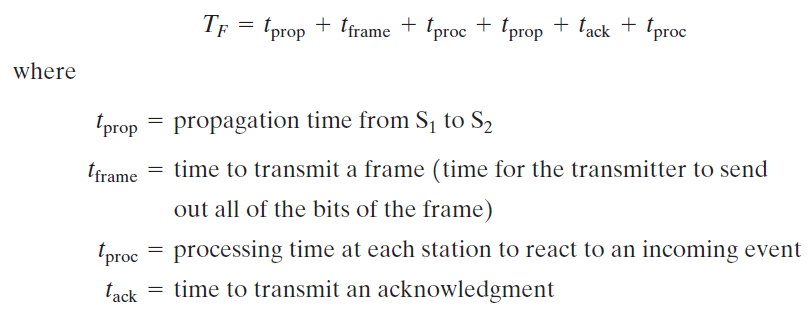 T_F = t_prop + t_frame + t_proc + t_prop + t_ack + t_proc
where
t_prop = propagation time from S₁ to S₂
t_frame = time to transmit a frame (time for the transmitter to send
out all of the bits of the frame)
t_proc = processing time at each station to react to an incoming event
t_ack = time to transmit an acknowledgment